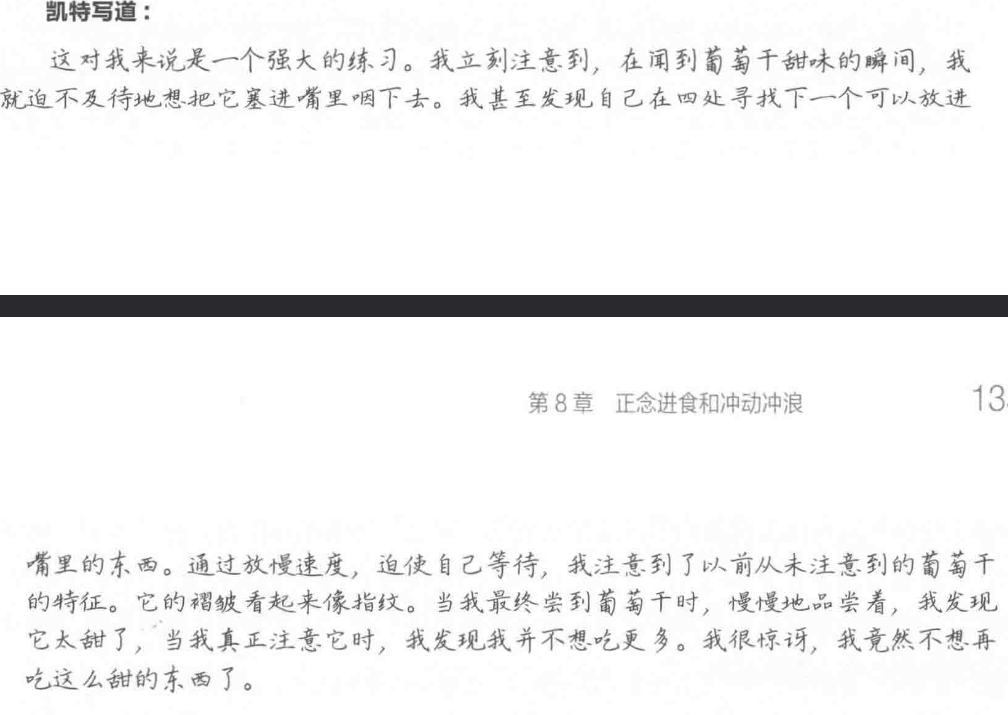 凯特写道：
这对我来说是一个强大的练习。我立刻注意到，在闻到葡萄干甜味的瞬间，我
就迫不及待地想把它塞进嘴里咽下去。我甚至发现自己在四处寻找下一个可以放进
第 8 章 正念进食和冲动冲浪
嘴里的东西。通过放慢速度，迫使自己等待，我注意到了以前从未注意到的葡萄干
的特征。它的褶皱看起来像指纹。当我最终尝到葡萄干时，慢慢地品尝着，我发现
它太甜了，当我真正注意它时，我发现我并不想吃更多。我很惊讶，我竟然不想再
吃这么甜的东西了。